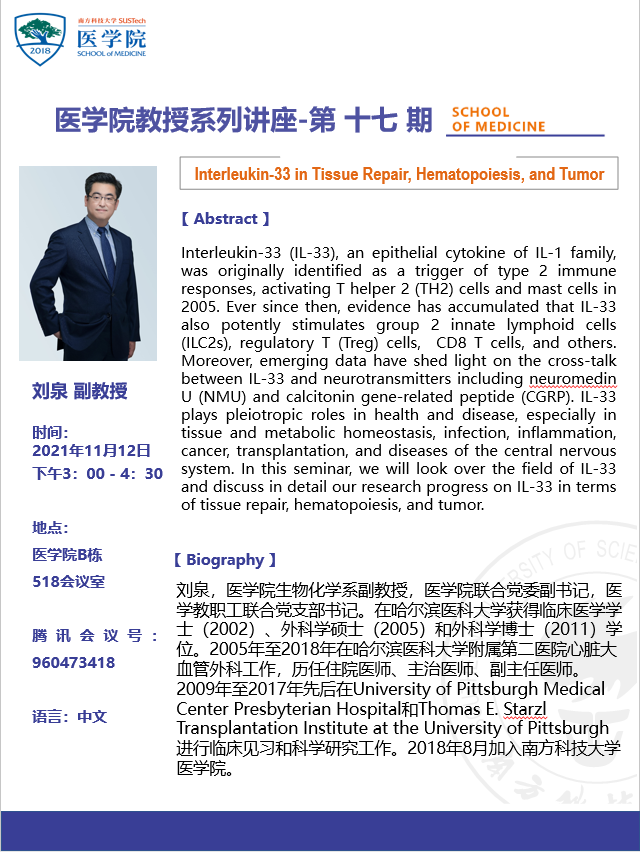 南方科技大学 SUSTech
医学院
SCHOOL of MEDICINE
2018
医学院教授系列讲座-第 十七 期
SCHOOL
OF MEDICINE
Interleukin-33 in Tissue Repair, Hematopoiesis, and Tumor
【 Abstract 】
Interleukin-33 (IL-33), an epithelial cytokine of IL-1 family,
was originally identified as a trigger of type 2 immune
responses, activating T helper 2 (TH2) cells and mast cells in
2005. Ever since then, evidence has accumulated that IL-33
also potently stimulates group 2 innate lymphoid cells
(ILC2s), regulatory T (Treg) cells, CD8 T cells, and others.
Moreover, emerging data have shed light on the cross-talk
between IL-33 and neurotransmitters including neuromedin
U (NMU) and calcitonin gene-related peptide (CGRP). IL-33
plays pleiotropic roles in health and disease, especially in
tissue and metabolic homeostasis, infection, inflammation,
cancer, transplantation, and diseases of the central nervous
system. In this seminar, we will look over the field of IL-33
and discuss in detail our research progress on IL-33 in terms
of tissue repair, hematopoiesis, and tumor.
刘泉 副教授
时间：
2021年11月12日
下午3：00 - 4：30
地点：
医学院B栋
518会议室
腾 讯 会 议 号 ：
960473418
语言：中文
【 Biography 】
刘泉，医学院生物化学系副教授，医学院联合党委副书记，医
学教职工联合党支部书记。在哈尔滨医科大学获得临床医学学
士（2002）、外科学硕士（2005）和外科学博士（2011）学
位。2005年至2018年在哈尔滨医科大学附属第二医院心脏大
血管外科工作，历任住院医师、主治医师、副主任医师。
2009年至2017年先后在University of Pittsburgh Medical
Center Presbyterian Hospital和Thomas E. Starzl
Transplantation Institute at the University of Pittsburgh
进行临床见习和科学研究工作。2018年8月加入南方科技大学
医学院。